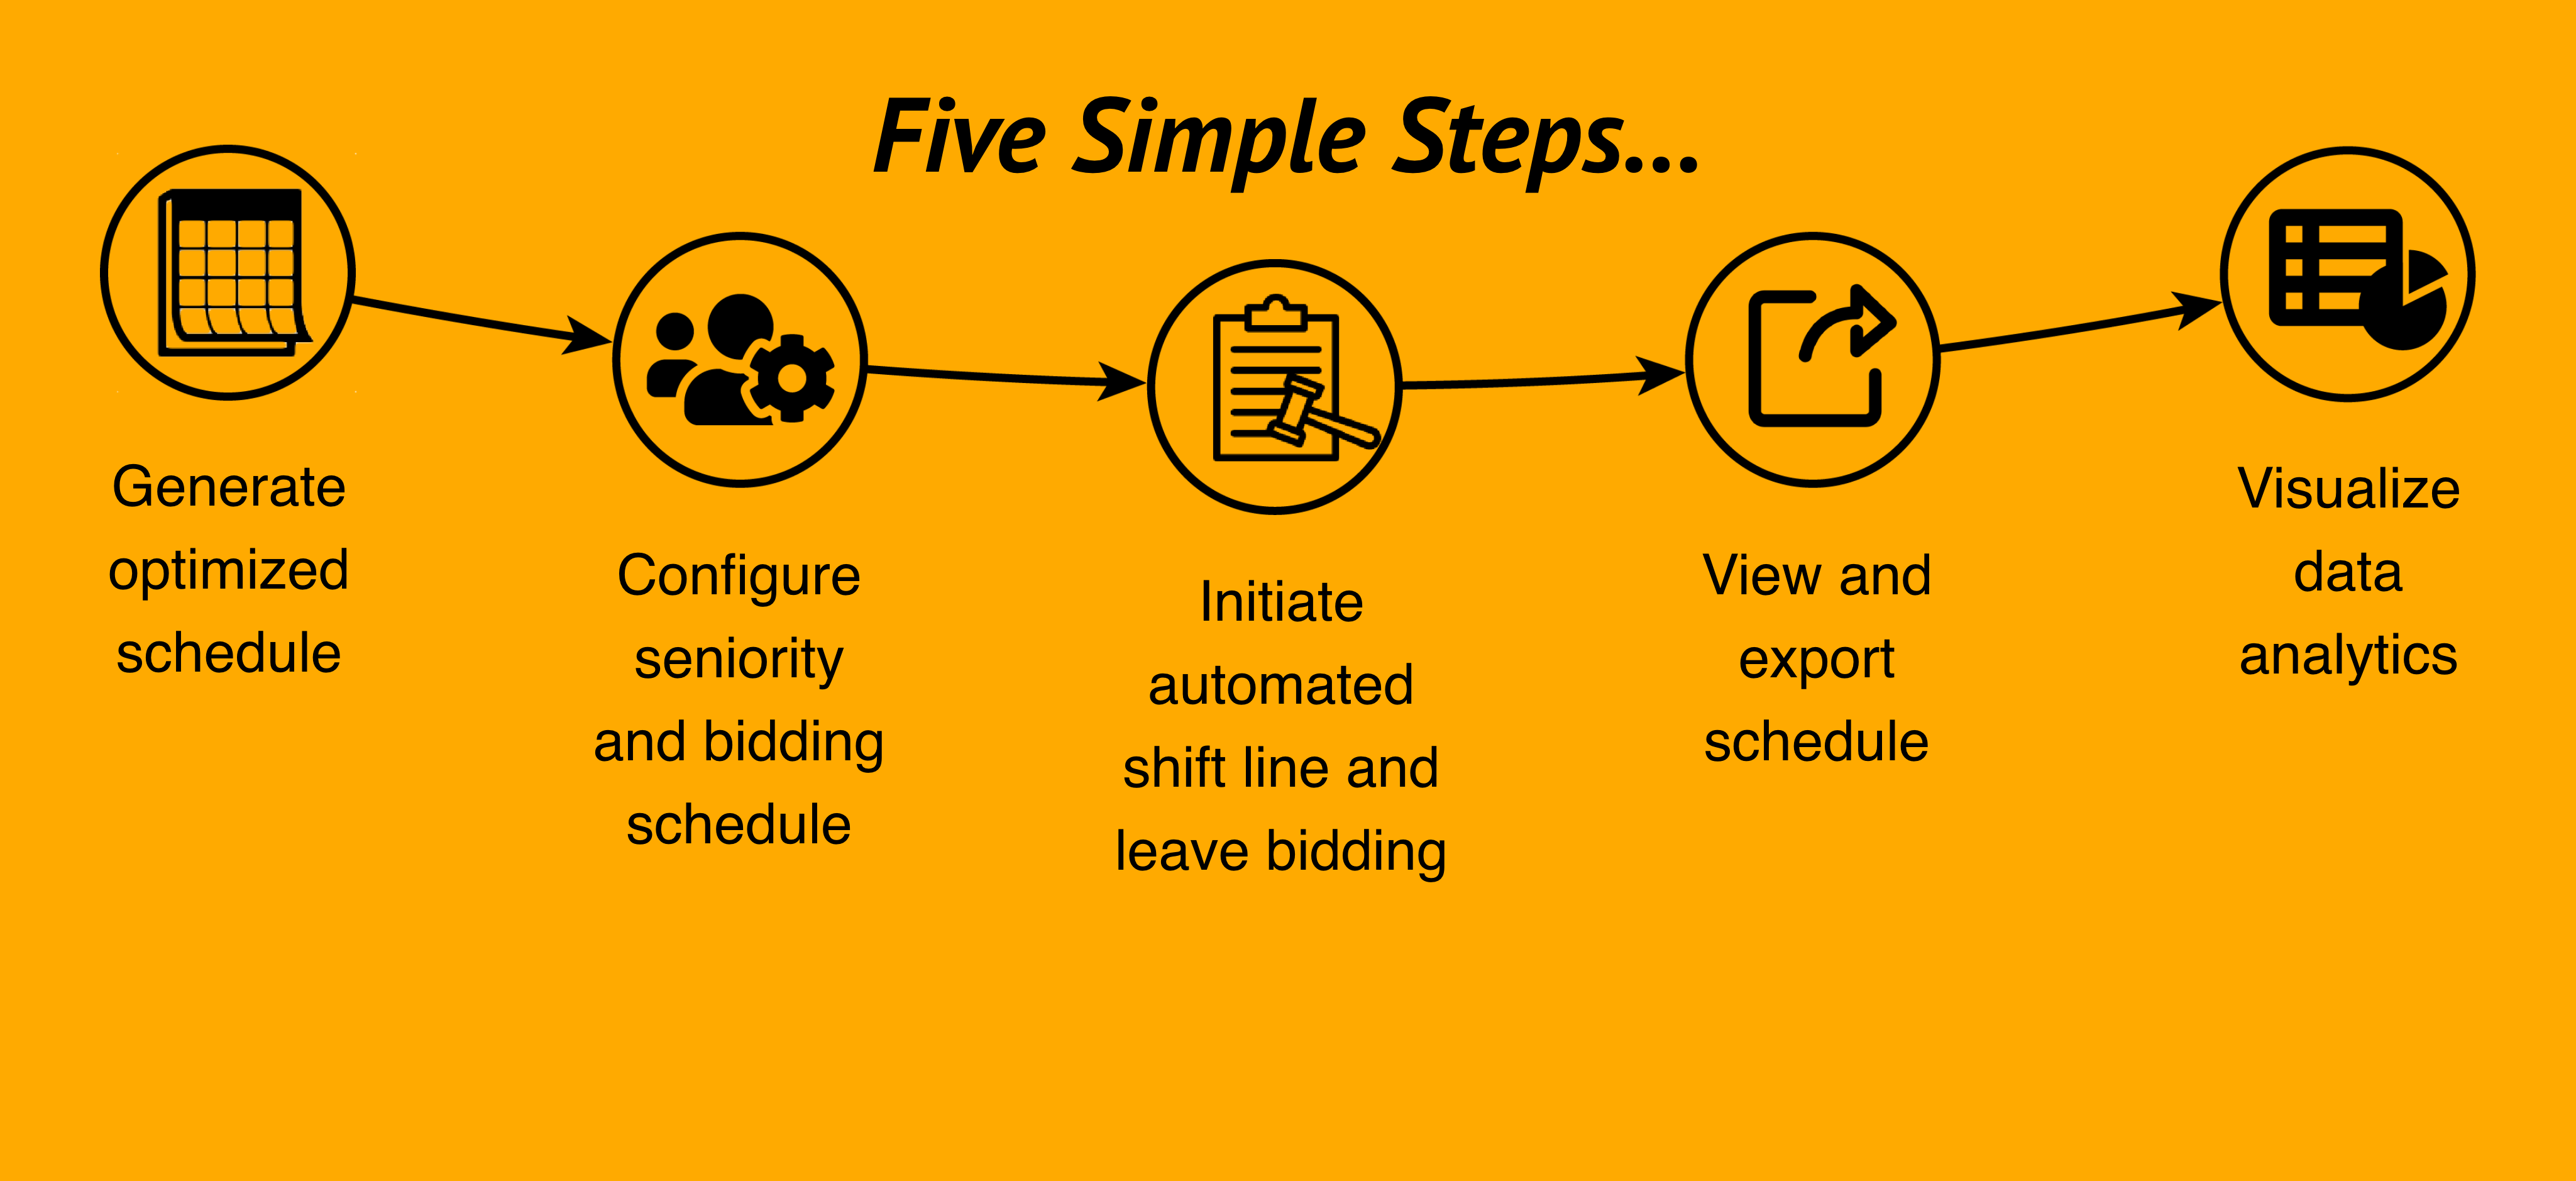 Five Simple Steps...
Generate
optimized
schedule
Configure
seniority
and bidding
schedule
Initiate
automated
shift line and
leave bidding
View and
export
schedule
Visualize
data
analytics